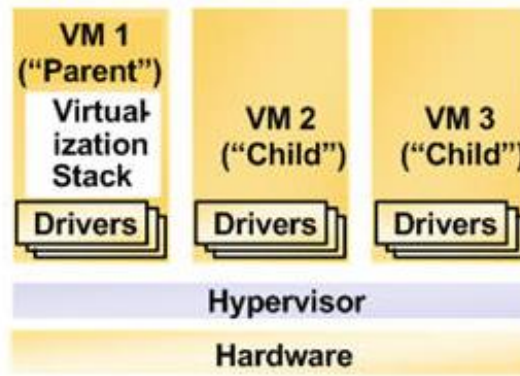 VM 1
("Parent")
Virtual-
ization
Stack
Drivers
VM 2
("Child")
Drivers
VM 3
("Child")
Drivers
Hypervisor
Hardware